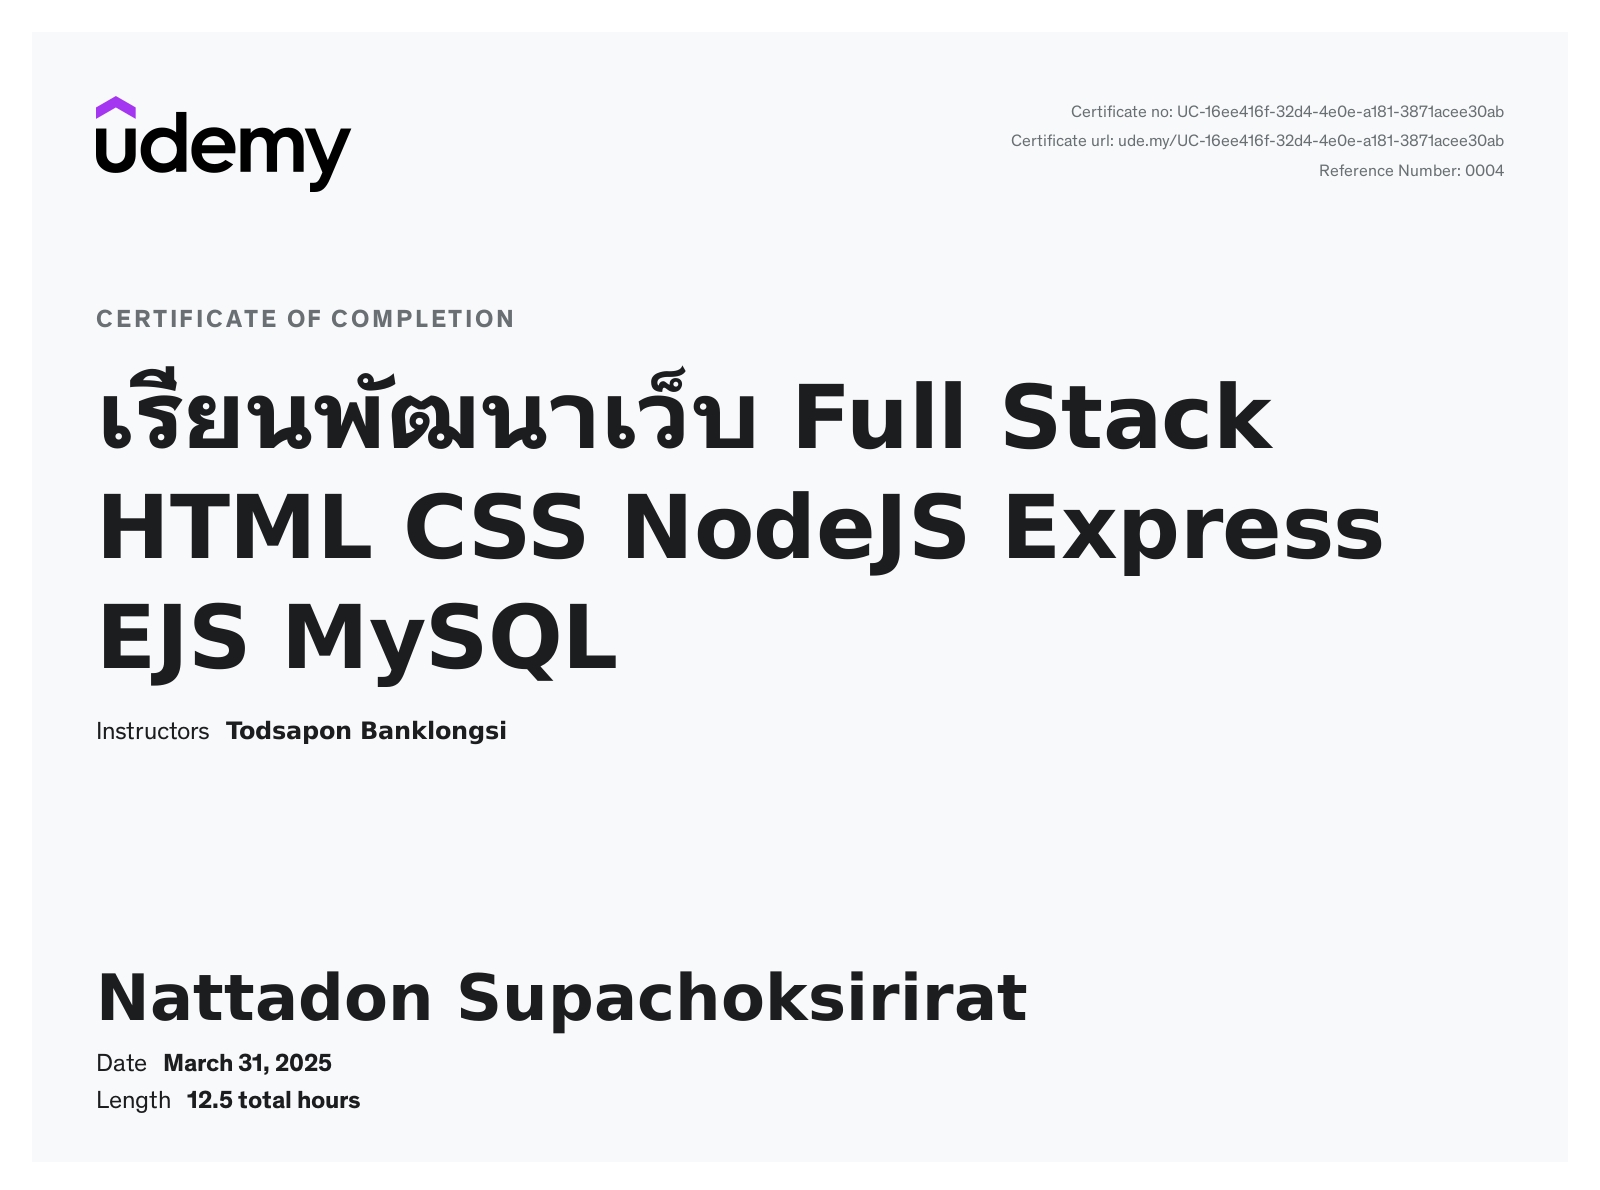 udemy
Certificate no: UC-16ee416f-32d4-4e0e-a181-3871acee30ab
Certificate url: ude.my/UC-16ee416f-32d4-4e0e-a181-3871acee30ab
Reference Number: 0004
CERTIFICATE OF COMPLETION
เรียนพัฒนาเว็บ Full Stack
HTML CSS NodeJS Express
EJS MySQL
Instructors Todsapon Banklongsi
Nattadon Supachoksirirat
Date March 31, 2025
Length 12.5 total hours